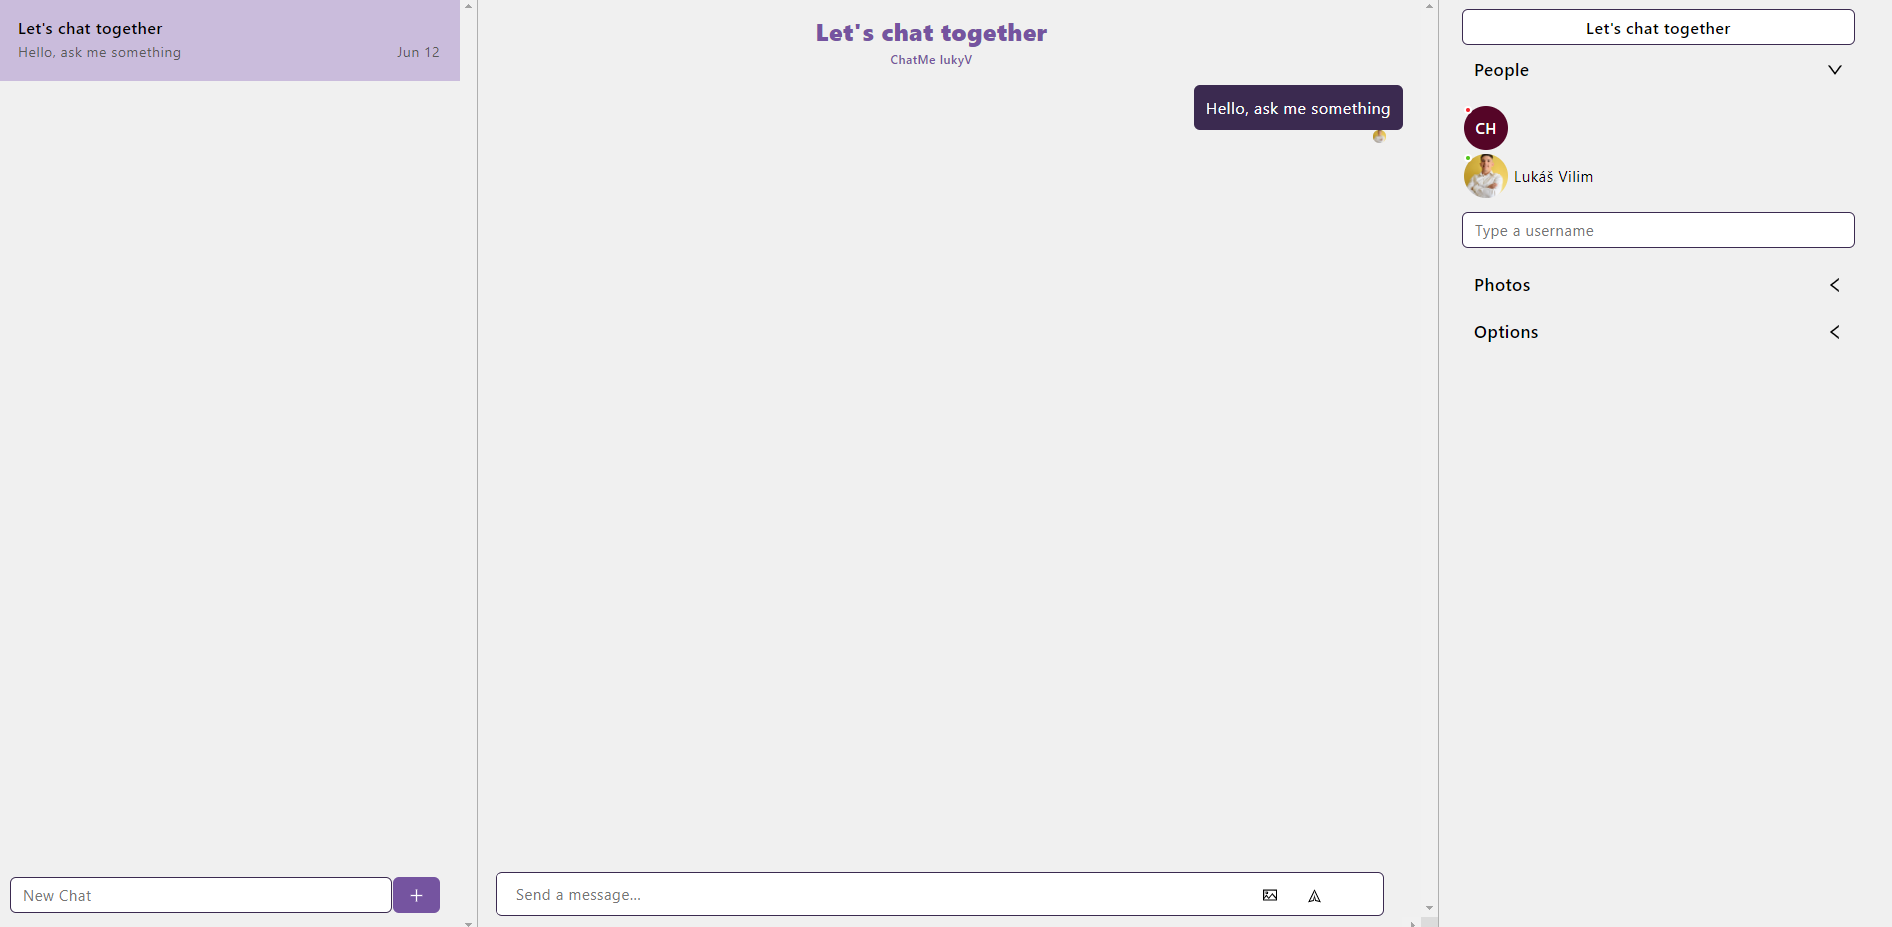 Let's chat together
Hello, ask me something
Jun 12
New Chat
Let's chat together
ChatMe lukyV
Hello, ask me something
Send a message...
Let's chat together
People
CH
Lukáš Vilim
Type a username
Photos
Options